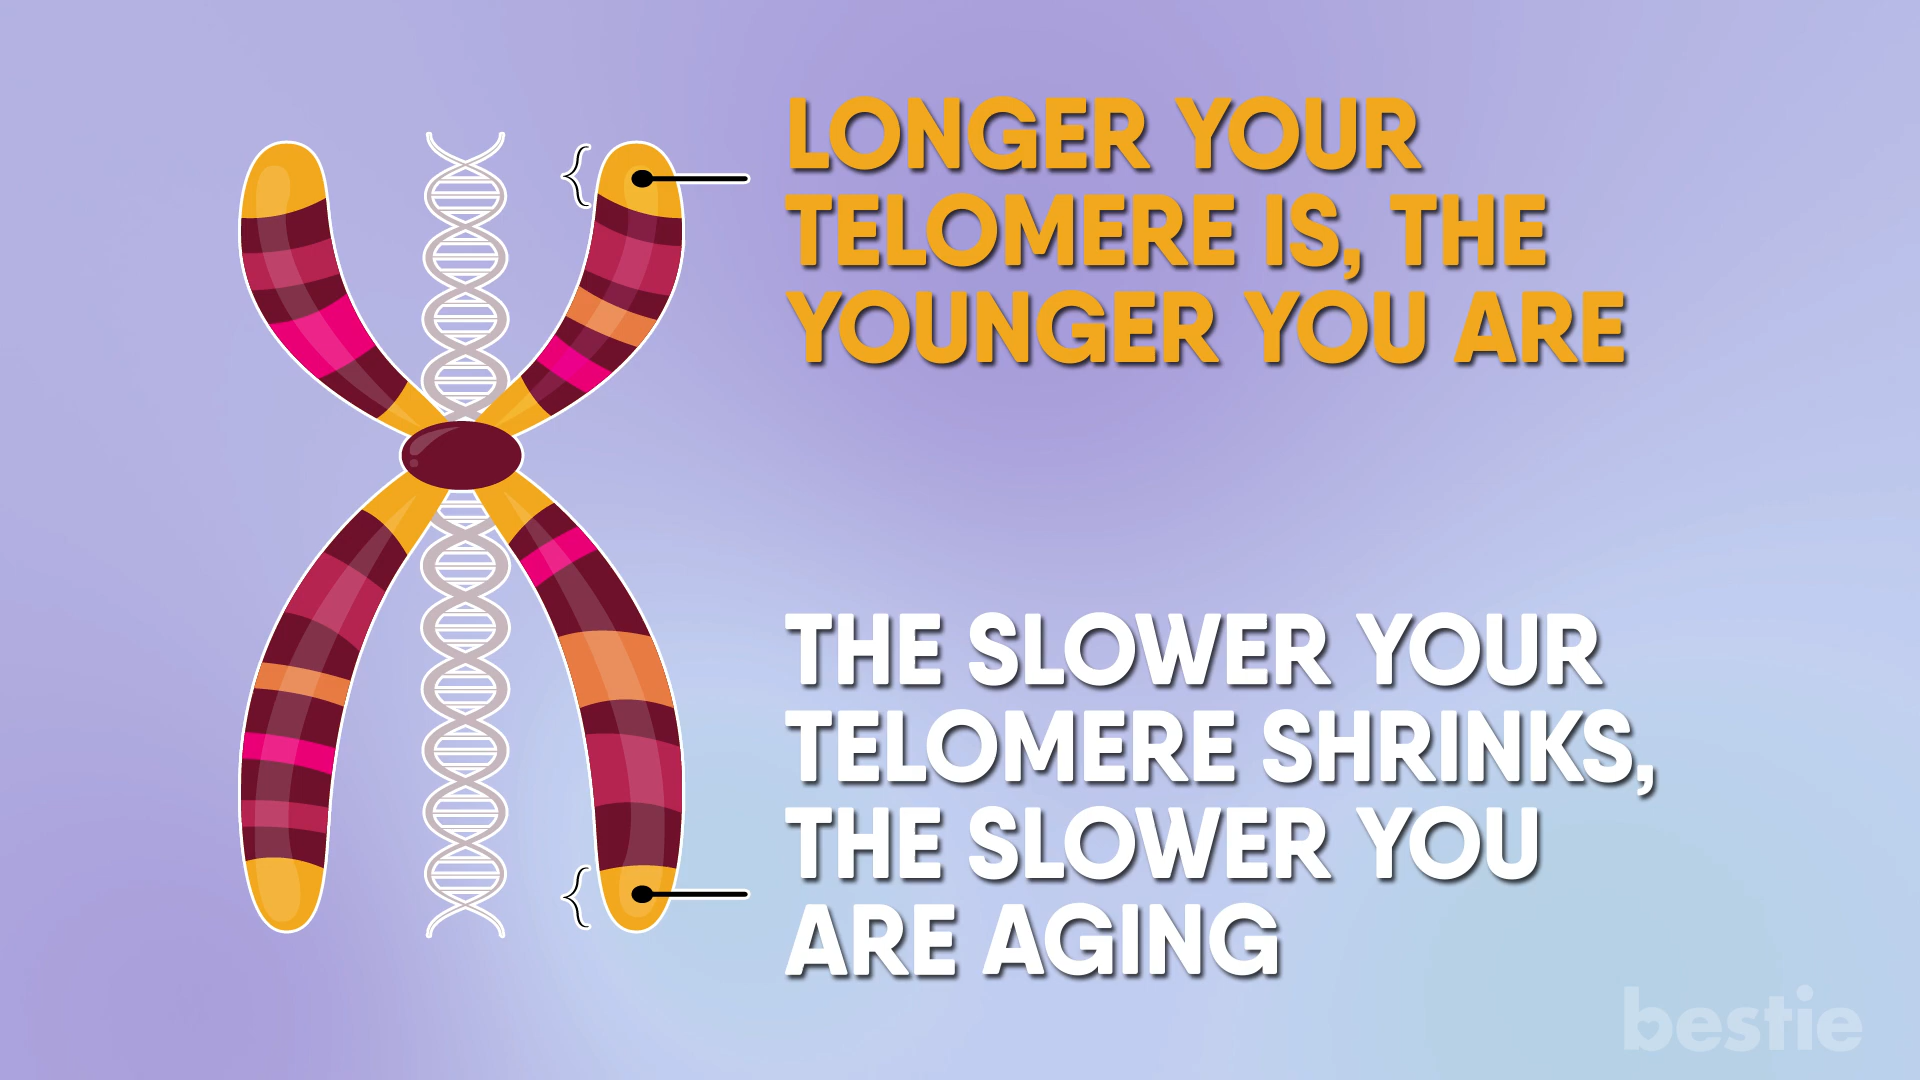 LONGER YOUR
TELOMERE IS, THE
YOUNGER YOU ARE
THE SLOWER YOUR
TELOMERE SHRINKS,
THE SLOWER YOU
ARE AGING
bestie